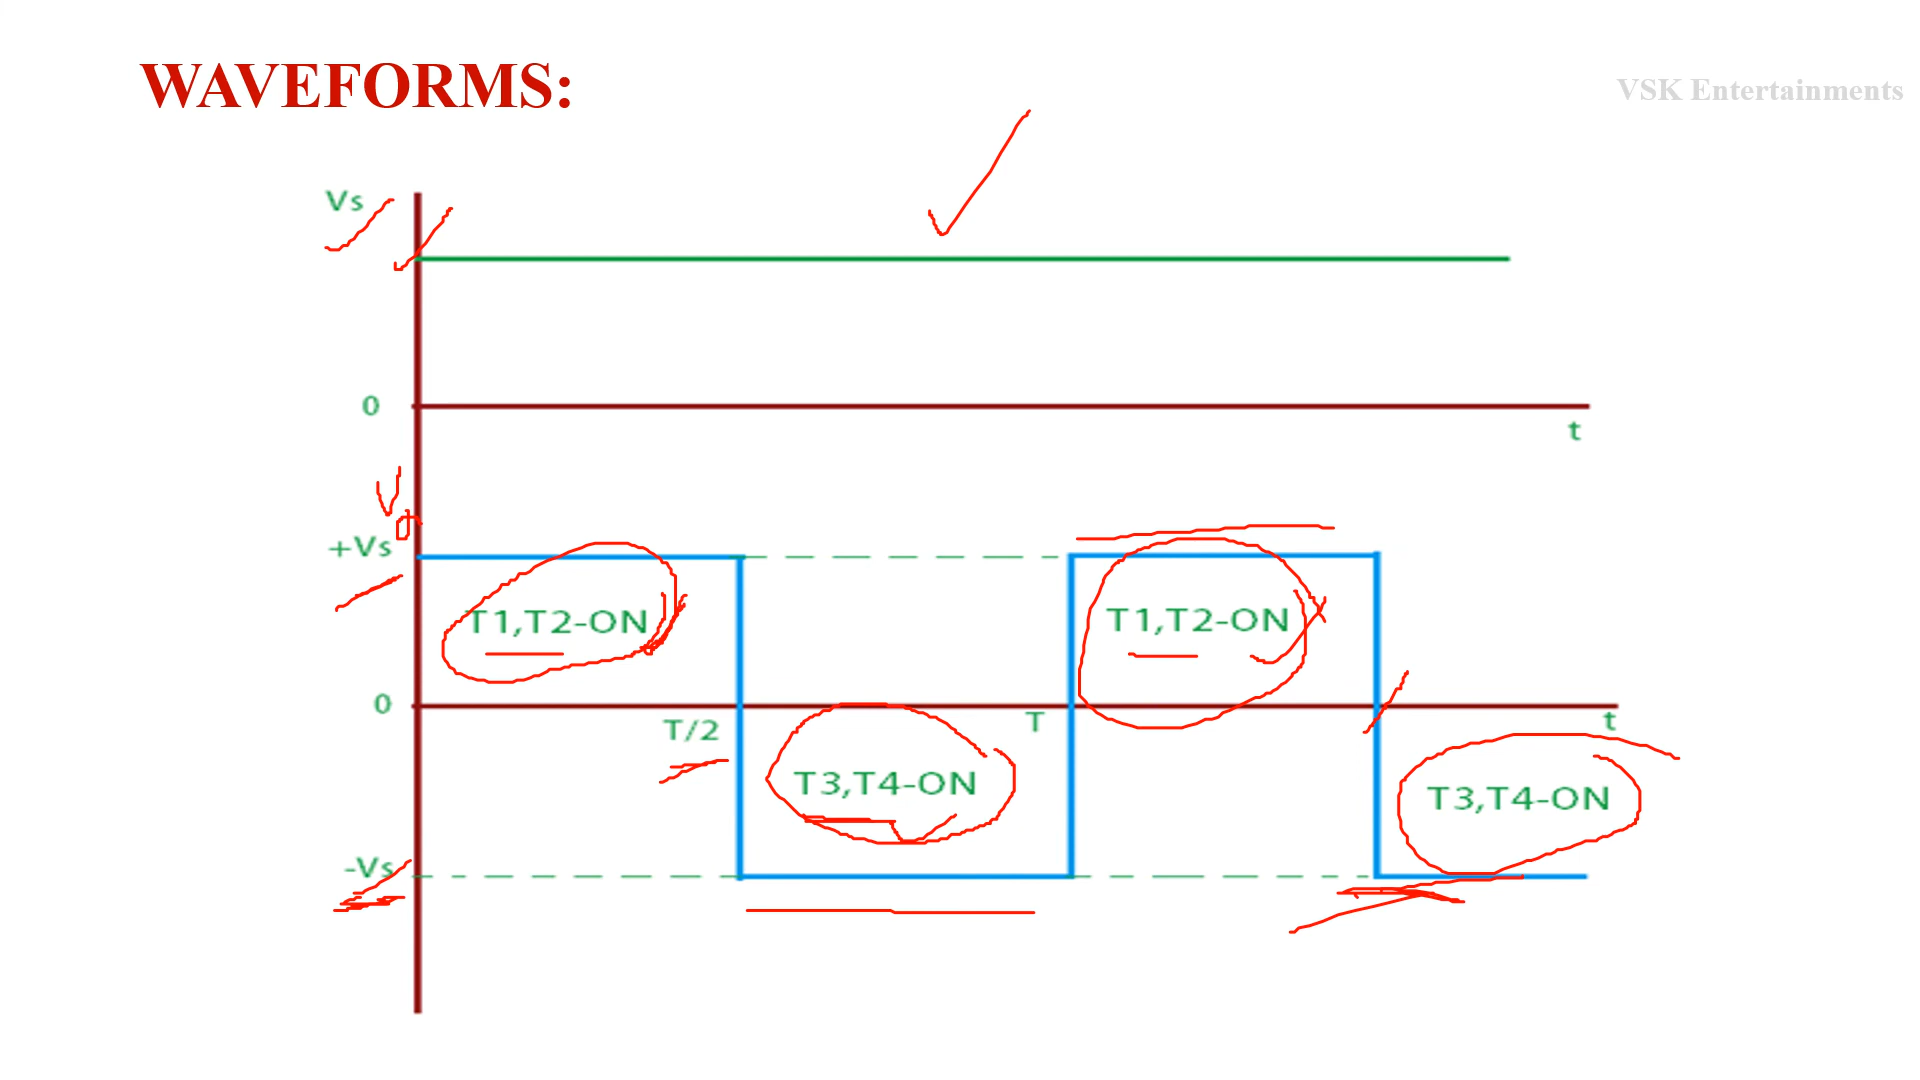 WAVEFORMS:
VSK Entertainments
Vs
0
t
Vo
+Vs
T1,T2-ON
T1,T2-ON
0
T/2
T
t
T3,T4-ON
T3,T4-ON
-Vs